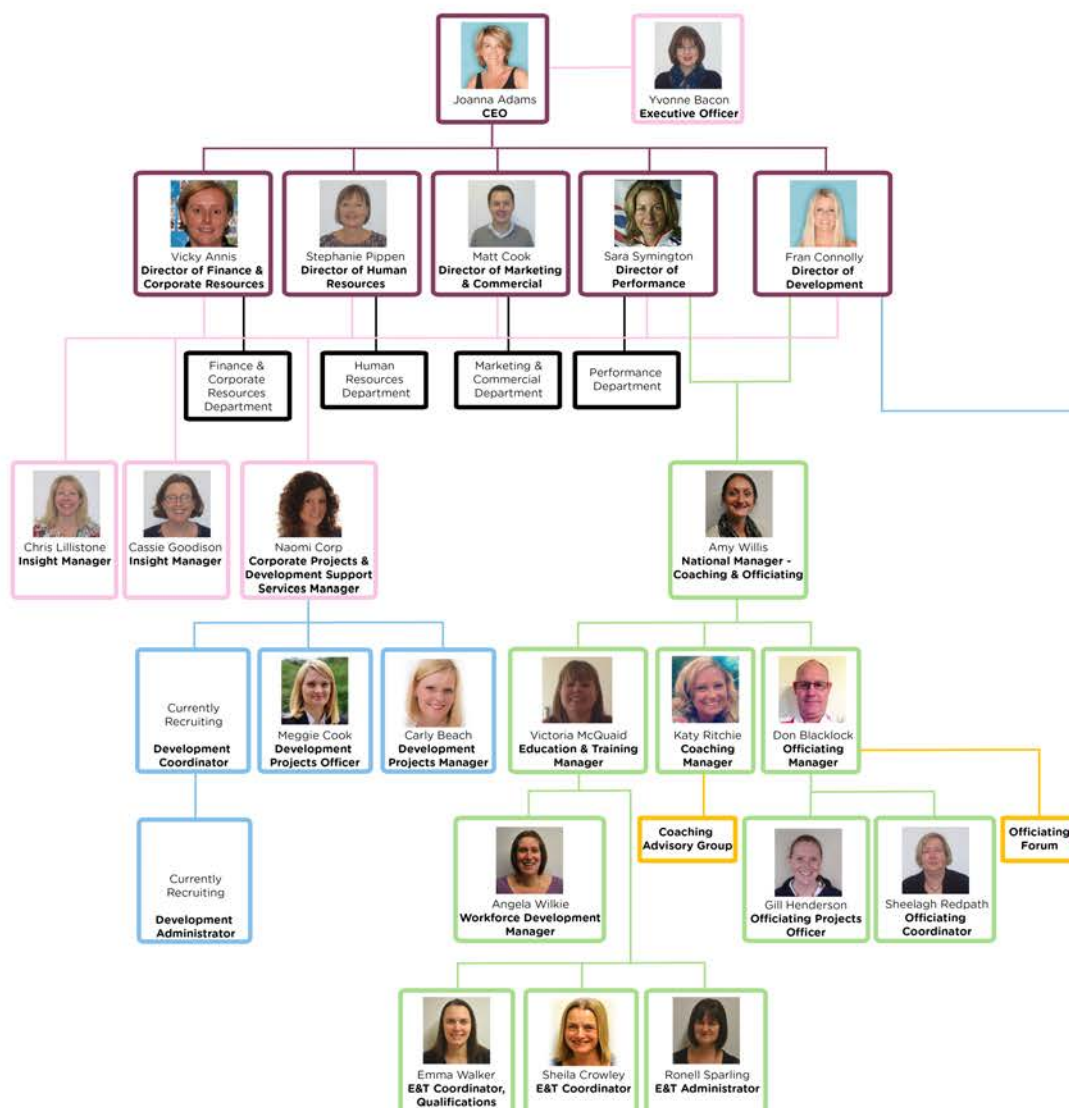 Joanna Adams
CEO
Yvonne Bacon
Executive Officer
Vicky Annis
Director of Finance &
Corporate Resources
Stephanie Pippen
Director of Human
Resources
Matt Cook
Director of Marketing
& Commercial
Sara Symington
Director of
Performance
Fran Connolly
Director of
Development
Finance &
Corporate
Resources
Department
Human
Resources
Department
Marketing &
Commercial
Department
Performance
Department
Chris Lillistone
Insight Manager
Cassie Goodison
Insight Manager
Naomi Corp
Corporate Projects &
Development Support
Services Manager
Amy Willis
National Manager -
Coaching & Officiating
Currently
Recruiting
Development
Coordinator
Meggie Cook
Development
Projects Officer
Carly Beach
Development
Projects Manager
Victoria McQuaid
Education & Training
Manager
Katy Ritchie
Coaching
Manager
Don Blacklock
Officiating
Manager
Currently
Recruiting
Development
Administrator
Angela Wilkie
Workforce Development
Manager
Coaching
Advisory Group
Gill Henderson
Officiating Projects
Officer
Sheelagh Redpath
Officiating
Coordinator
Officiating
Forum
Emma Walker
E&T Coordinator,
Qualifications
Sheila Crowley
E&T Coordinator
Ronell Sparling
E&T Administrator